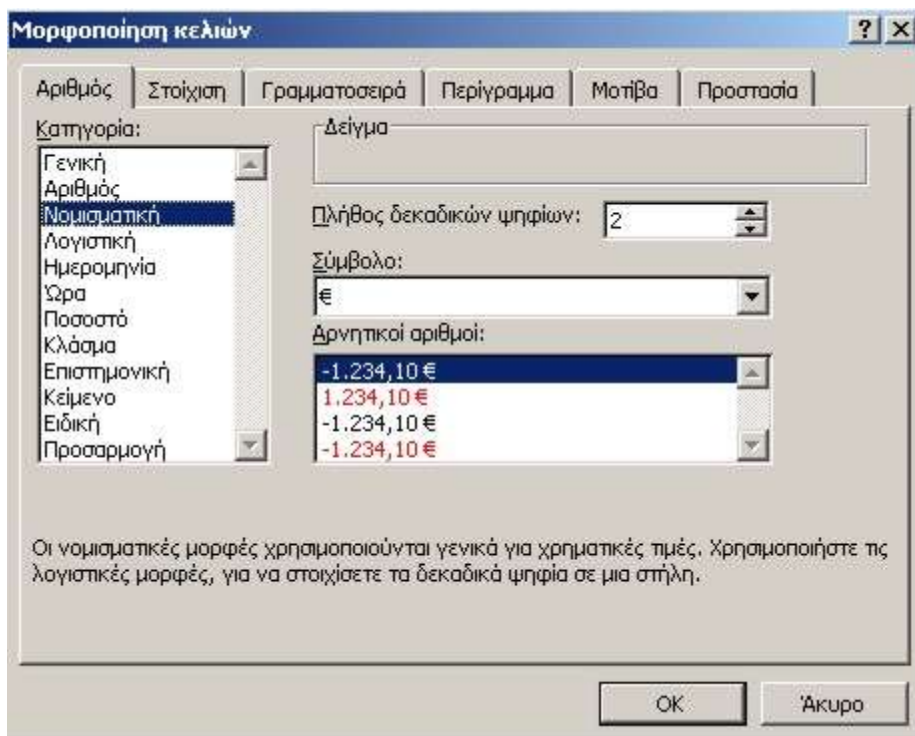 Μορφοποίηση κελιών
Αριθμός Στοίχιση Γραμματοσειρά Περίγραμμα Μοτίβα Προστασία
Κατηγορία:
Γενική
Αριθμός
Νομισματική
Λογιστική
Ημερομηνία
Ώρα
Ποσοστό
Κλάσμα
Επιστημονική
Κείμενο
Ειδική
Προσαρμογή
Δείγμα
Πλήθος δεκαδικών ψηφίων: 2
Σύμβολο:
€
Αρνητικοί αριθμοί:
-1.234,10 €
1.234,10 €
-1.234,10 €
-1.234,10 €
Οι νομισματικές μορφές χρησιμοποιούνται γενικά για χρηματικές τιμές. Χρησιμοποιήστε τις
λογιστικές μορφές, για να στοιχίσετε τα δεκαδικά ψηφία σε μια στήλη.
OK Άκυρο